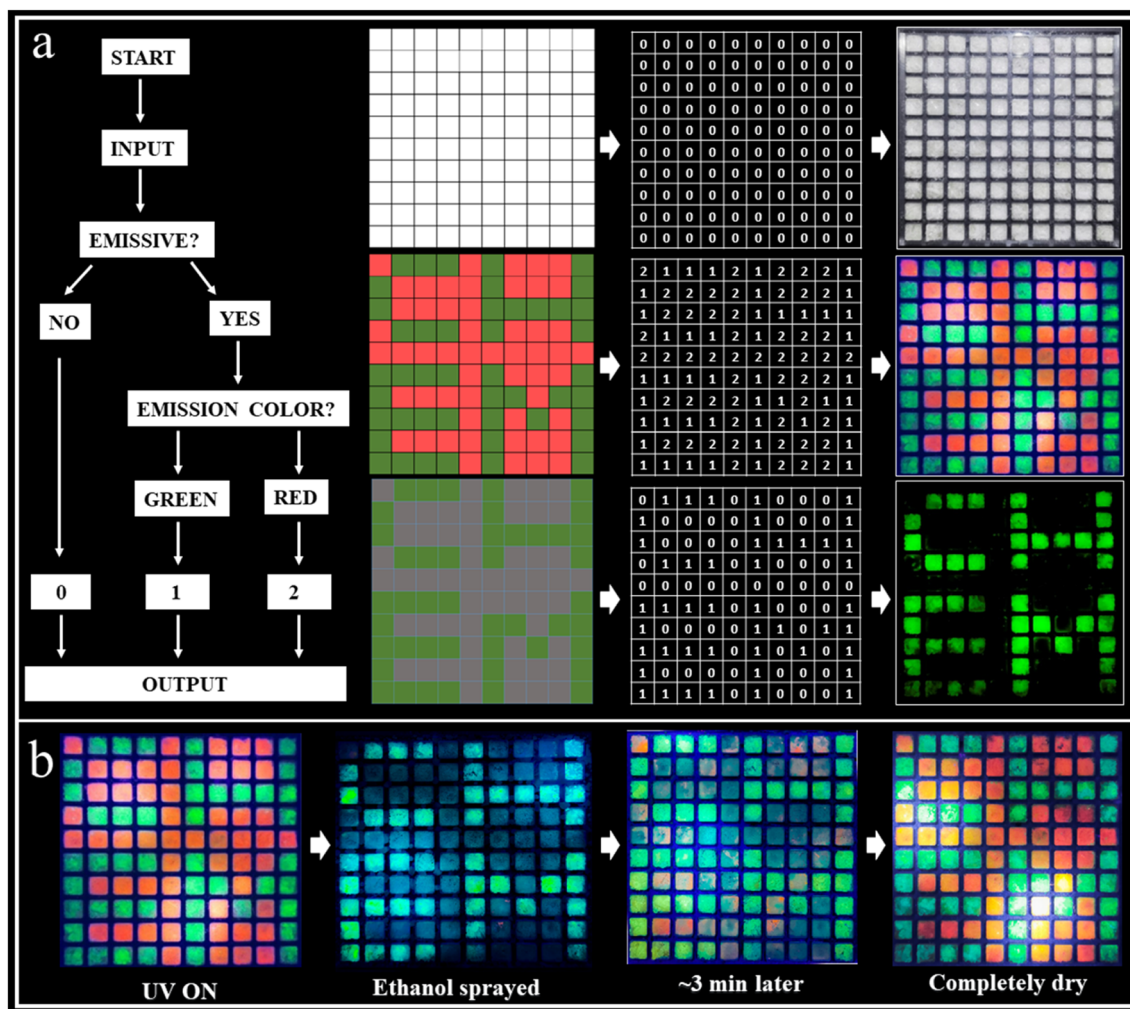 a
START
INPUT
EMISSIVE?
NO
YES
EMISSION COLOR?
GREEN
RED
0
1
2
OUTPUT
0 0 0 0 0 0 0 0 0 0
0 0 0 0 0 0 0 0 0 0
0 0 0 0 0 0 0 0 0 0
0 0 0 0 0 0 0 0 0 0
0 0 0 0 0 0 0 0 0 0
0 0 0 0 0 0 0 0 0 0
0 0 0 0 0 0 0 0 0 0
0 0 0 0 0 0 0 0 0 0
0 0 0 0 0 0 0 0 0 0
0 0 0 0 0 0 0 0 0 0
2 1 1 1 2 1 2 2 2 1
1 2 2 2 2 1 2 2 2 1
1 2 2 2 2 1 1 1 1 1
2 1 1 1 2 1 2 2 2 1
2 2 2 2 2 2 2 2 2 2
1 1 1 1 2 1 2 2 2 1
1 2 2 2 2 1 1 2 1 1
1 1 1 1 2 1 2 1 2 1
1 2 2 2 2 1 2 2 2 1
1 1 1 1 2 1 2 2 2 1
0 1 1 1 0 1 0 0 0 1
1 0 0 0 0 1 0 0 0 1
1 0 0 0 0 1 1 1 1 1
0 1 1 1 0 1 0 0 0 1
0 0 0 0 0 0 0 0 0 0
1 1 1 1 0 1 0 0 0 1
1 0 0 0 0 1 1 0 1 1
1 1 1 1 0 1 0 1 0 1
1 0 0 0 0 1 0 0 0 1
1 1 1 1 0 1 0 0 0 1
b
UV ON
Ethanol sprayed
~3 min later
Completely dry